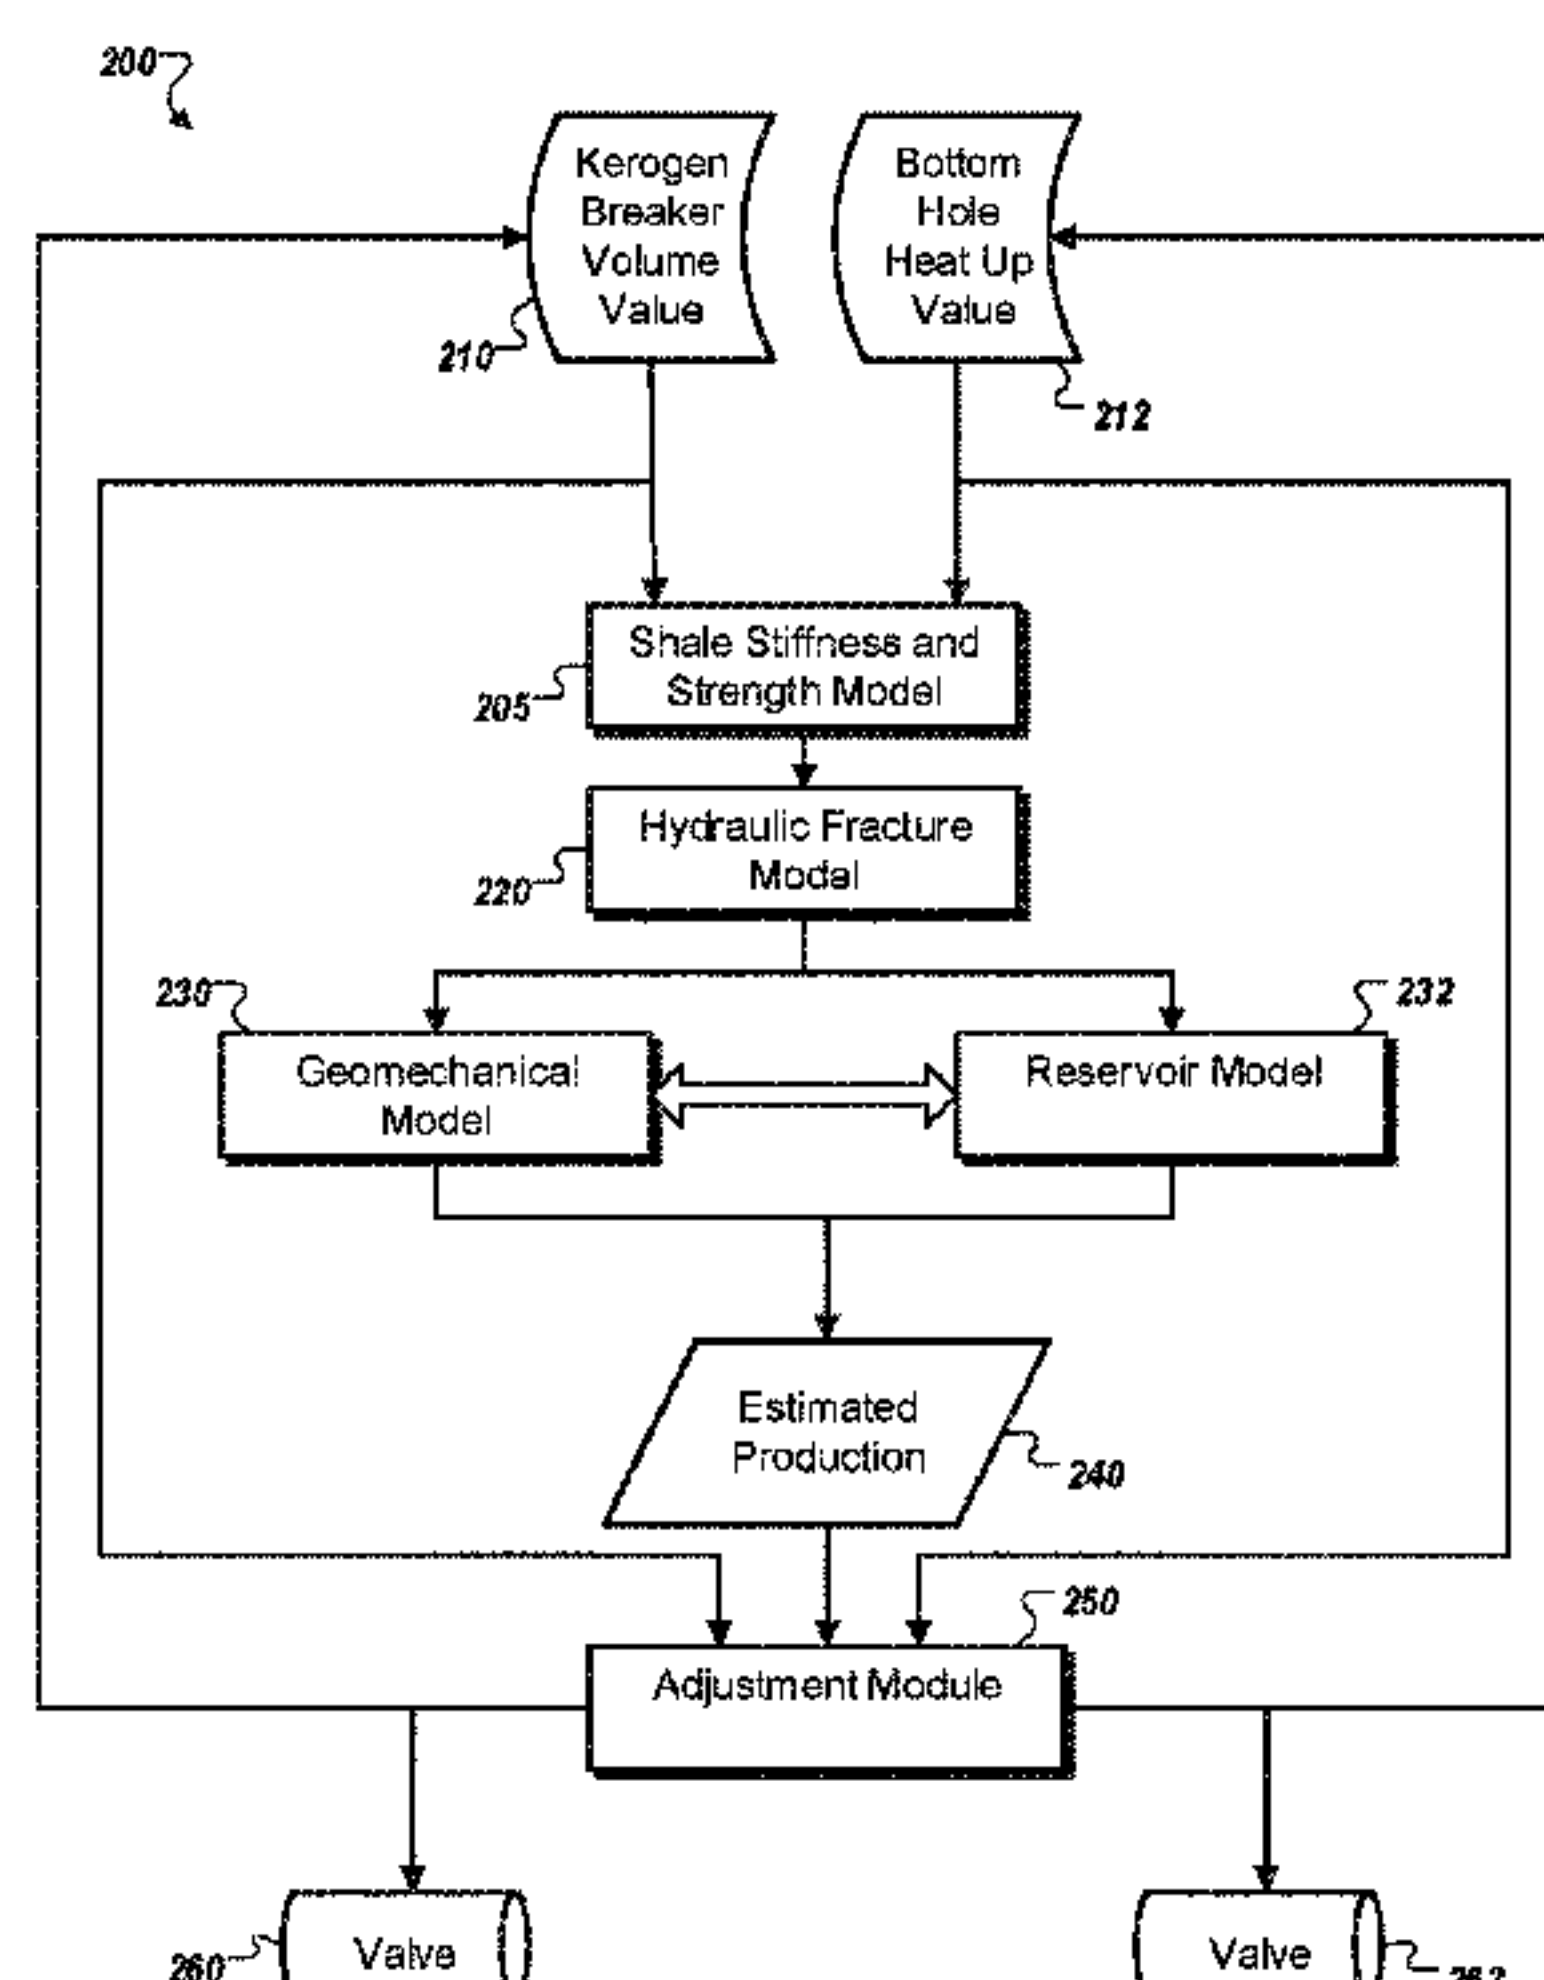 200
Kerogen
Breaker
Volume
Value
Bottom
Hole
Heat Up
Value
210
212
Shale Stiffness and
Strength Model
205
Hydraulic Fracture
Model
220
230
232
Geomechanical
Model
Reservoir Model
Estimated
Production
240
250
Adjustment Module
260
Valve
Valve
262